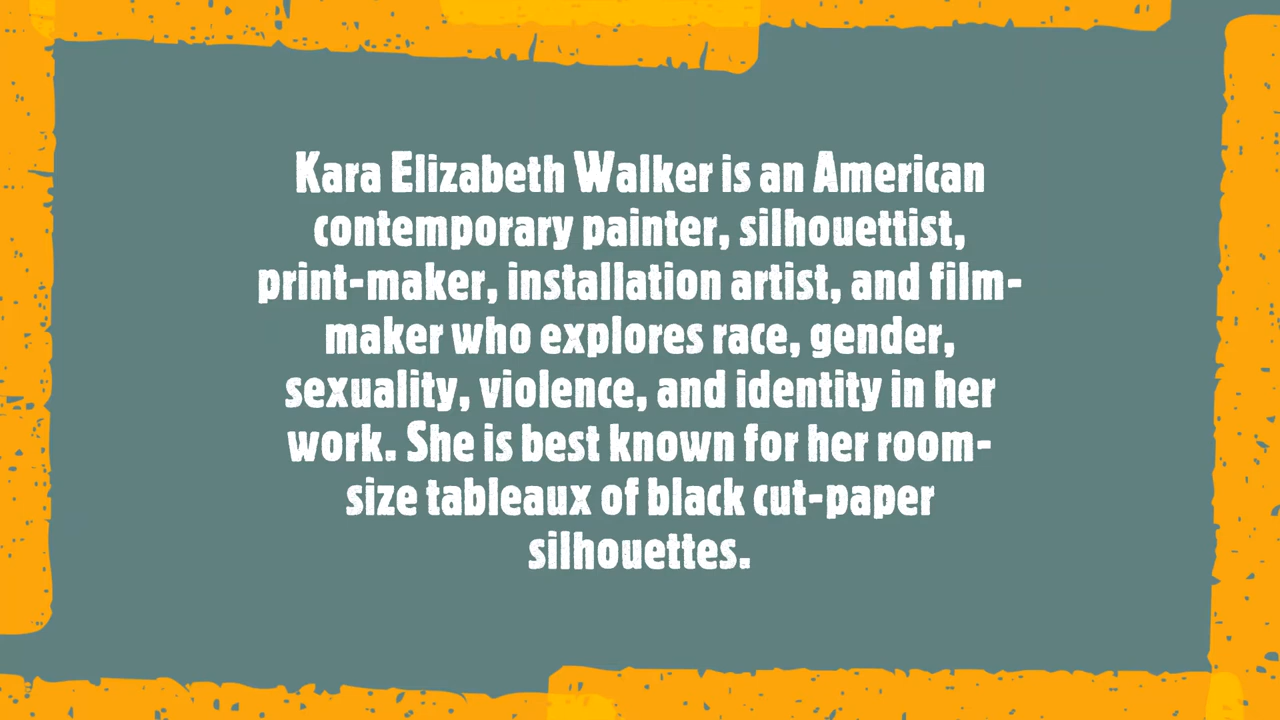 Kara Elizabeth Walker is an American
contemporary painter, silhouettist,
print-maker, installation artist, and film-
maker who explores race, gender,
sexuality, violence, and identity in her
work. She is best known for her room-
size tableaux of black cut-paper
silhouettes.